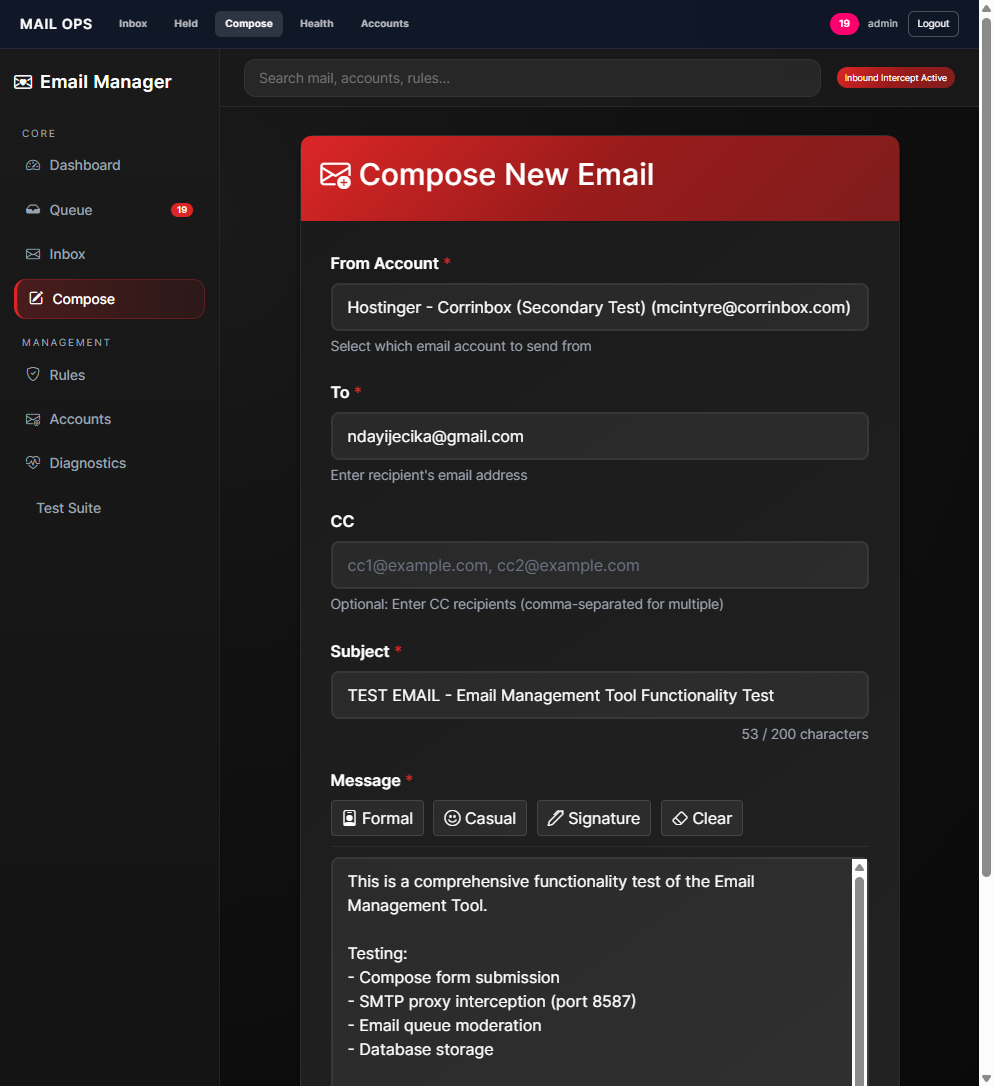 MAIL OPS
Inbox
Held
Compose
Health
Accounts
19
admin
Logout
Email Manager
Search mail, accounts, rules...
Inbound Intercept Active
CORE
Dashboard
Queue
19
Inbox
Compose
MANAGEMENT
Rules
Accounts
Diagnostics
Test Suite
Compose New Email
From Account *
Hostinger - Corrinbox (Secondary Test) (mcintyre@corrinbox.com)
Select which email account to send from
To *
ndayijecika@gmail.com
Enter recipient's email address
CC
cc1@example.com, cc2@example.com
Optional: Enter CC recipients (comma-separated for multiple)
Subject *
TEST EMAIL - Email Management Tool Functionality Test
53 / 200 characters
Message *
Formal
Casual
Signature
Clear
This is a comprehensive functionality test of the Email
Management Tool.
Testing:
- Compose form submission
- SMTP proxy interception (port 8587)
- Email queue moderation
- Database storage